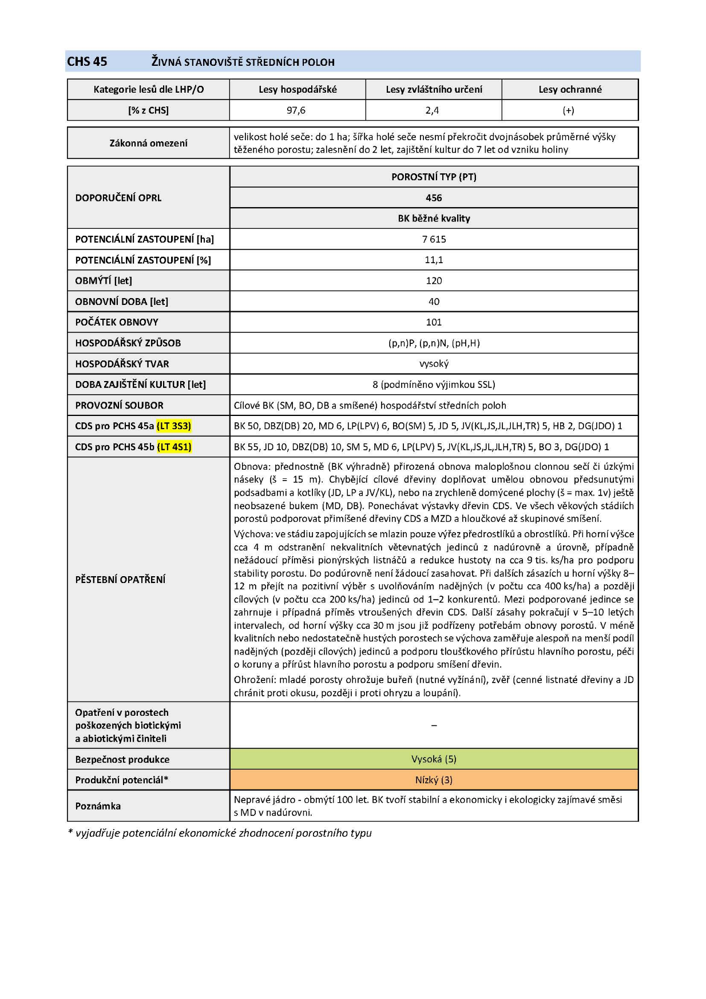 CHS 45 ŽIVNÁ STANOVIŠTĚ STŘEDNÍCH POLOH
Kategorie lesů dle LHP/O Lesy hospodářské Lesy zvláštního určení Lesy ochranné
[% z CHS] 97,6 2,4 (+)
Zákonná omezení
velikost holé seče: do 1 ha; šířka holé seče nesmí překročit dvojnásobek průměrné výšky
těženého porostu; zalesnění do 2 let, zajištění kultur do 7 let od vzniku holiny
DOPORUČENÍ OPRL
POROSTNÍ TYP (PT)
456
BK běžné kvality
POTENCIÁLNÍ ZASTOUPENÍ [ha] 7 615
POTENCIÁLNÍ ZASTOUPENÍ [%] 11,1
OBMÝTÍ [let] 120
OBNOVNÍ DOBA [let] 40
POČÁTEK OBNOVY 101
HOSPODÁŘSKÝ ZPŮSOB (p,n)P, (p,n)N, (pH,H)
HOSPODÁŘSKÝ TVAR vysoký
DOBA ZAJIŠTĚNÍ KULTUR [let] 8 (podmíněno výjimkou SSL)
PROVOZNÍ SOUBOR Cílové BK (SM, BO, DB a smíšené) hospodářství středních poloh
CDS pro PCHS 45a (LT 3S3) BK 50, DBZ(DB) 20, MD 6, LP(LPV) 6, BO(SM) 5, JD 5, JV(KL,JS,JL,JLH,TR) 5, HB 2, DG(JDO) 1
CDS pro PCHS 45b (LT 4S1) BK 55, JD 10, DBZ(DB) 10, SM 5, MD 6, LP(LPV) 5, JV(KL,JS,JL,JLH,TR) 5, BO 3, DG(JDO) 1
PĚSTEBNÍ OPATŘENÍ
Obnova: přednostně (BK výhradně) přirozená obnova maloplošnou clonnou sečí či úzkými
náseky (š = 15 m). Chybějící cílové dřeviny doplňovat umělou obnovou předsunutými
podsadbami a kotlíky (JD, LP a JV/KL), nebo na zrychleně domýcené plochy (š = max. 1v) ještě
neobsazené bukem (MD, DB). Ponechávat výstavky dřevin CDS. Ve všech věkových stádiích
porostů podporovat přimíšené dřeviny CDS a MZD a hloučkové až skupinové smíšení.
Výchova: ve stádiu zapojujících se mlazin pouze výřez předrostlíků a obrostlíků. Při horní výšce
cca 4 m odstranění nekvalitních větevnatých jedinců z nadúrovně a úrovně, případně
nežádoucí příměsi pionýrských listnáčů a redukce hustoty na cca 9 tis. ks/ha pro podporu
stability porostu. Do podúrovně není žádoucí zasahovat. Při dalších zásazích u horní výšky 8–
12 m přejít na pozitivní výběr s uvolňováním nadějných (v počtu cca 400 ks/ha) a později
cílových (v počtu cca 200 ks/ha) jedinců od 1–2 konkurentů. Mezi podporované jedince se
zahrnuje i případná příměs vtroušených dřevin CDS. Další zásahy pokračují v 5–10 letých
intervalech, od horní výšky cca 30 m jsou již podřízeny potřebám obnovy porostů. V méně
kvalitních nebo nedostatečně hustých porostech se výchova zaměřuje alespoň na menší podíl
nadějných (později cílových) jedinců a podporu tloušťkového přírůstu hlavního porostu, péči
o koruny a přírůst hlavního porostu a podporu smíšení dřevin.
Ohrožení: mladé porosty ohrožuje buřeň (nutné vyžínání), zvěř (cenné listnaté dřeviny a JD
chránit proti okusu, později i proti ohryzu a loupání).
Opatření v porostech
poškozených biotickými
a abiotickými činiteli
–
Bezpečnost produkce Vysoká (5)
Produkční potenciál* Nízký (3)
Poznámka
Nepravé jádro - obmýtí 100 let. BK tvoří stabilní a ekonomicky i ekologicky zajímavé směsi
s MD v nadúrovni.
* vyjadřuje potenciální ekonomické zhodnocení porostního typu